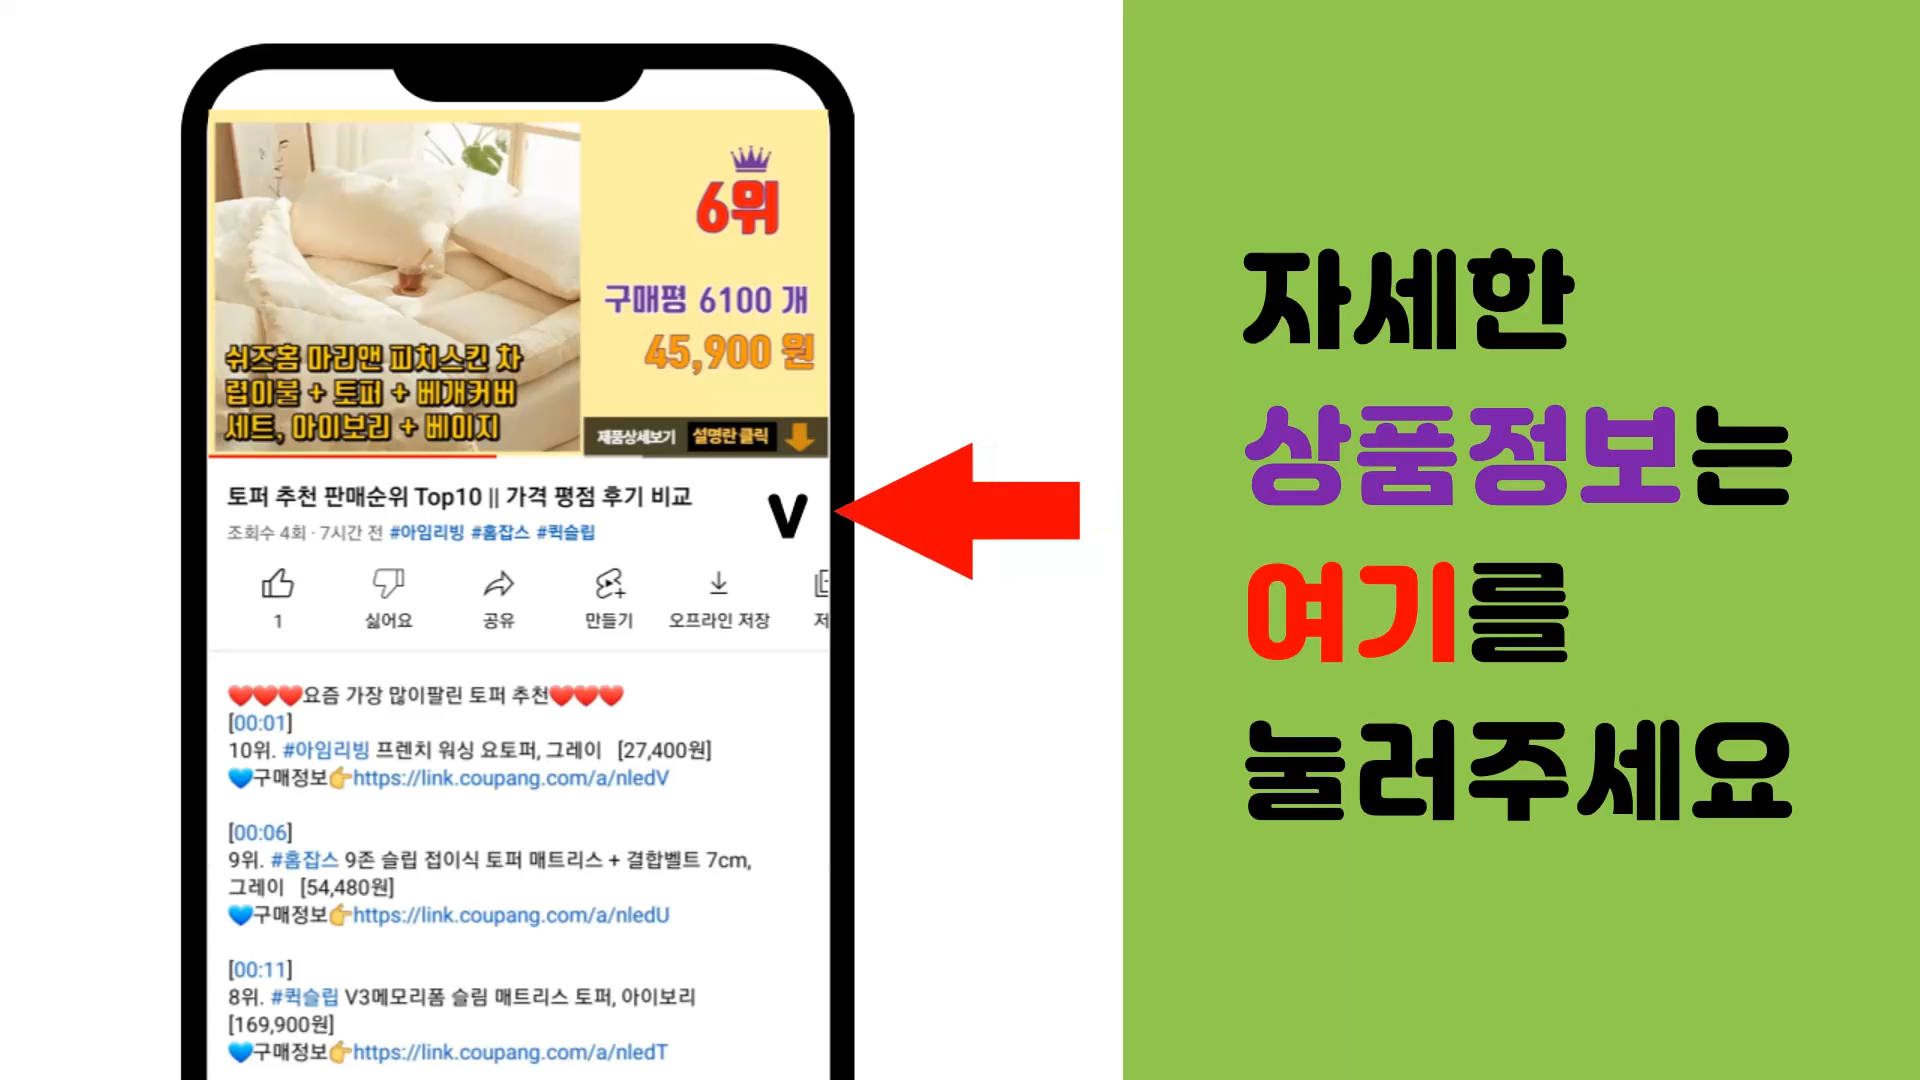 6위
구매평 6100 개
45,900 원
쉬즈홈 마리앤 피치스킨 차
렵이불 + 토퍼 + 베개커버
세트, 아이보리 + 베이지
제품상세보기 설명란 클릭
토퍼 추천 판매순위 Top10 || 가격 평점 후기 비교
V
조회수 4회 · 7시간 전 #아임리빙 #홈잡스 #퀵슬립
1 싫어요 공유 만들기 오프라인 저장 저
❤️❤️❤️요즘 가장 많이팔린 토퍼 추천❤️❤️❤️
[00:01]
10위. #아임리빙 프렌치 워싱 요토퍼, 그레이 [27,400원]
💙구매정보👉https://link.coupang.com/a/nledV
[00:06]
9위. #홈잡스 9존 슬립 접이식 토퍼 매트리스 + 결합벨트 7cm,
그레이 [54,480원]
💙구매정보👉https://link.coupang.com/a/nledU
[00:11]
8위. #퀵슬립 V3메모리폼 슬림 매트리스 토퍼, 아이보리
[169,900원]
💙구매정보👉https://link.coupang.com/a/nledT
자세한
상품정보는
여기를
눌러주세요